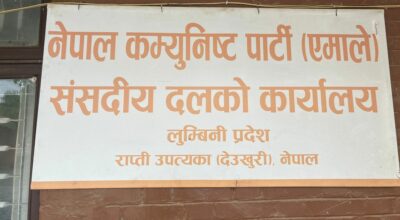 नेपाल कम्युनिष्ट पार्टी (एमाले)
संसदीय दलको कार्यालय
लुम्बिनी प्रदेश
राप्ती उपत्यका (देउखुरी), नेपाल